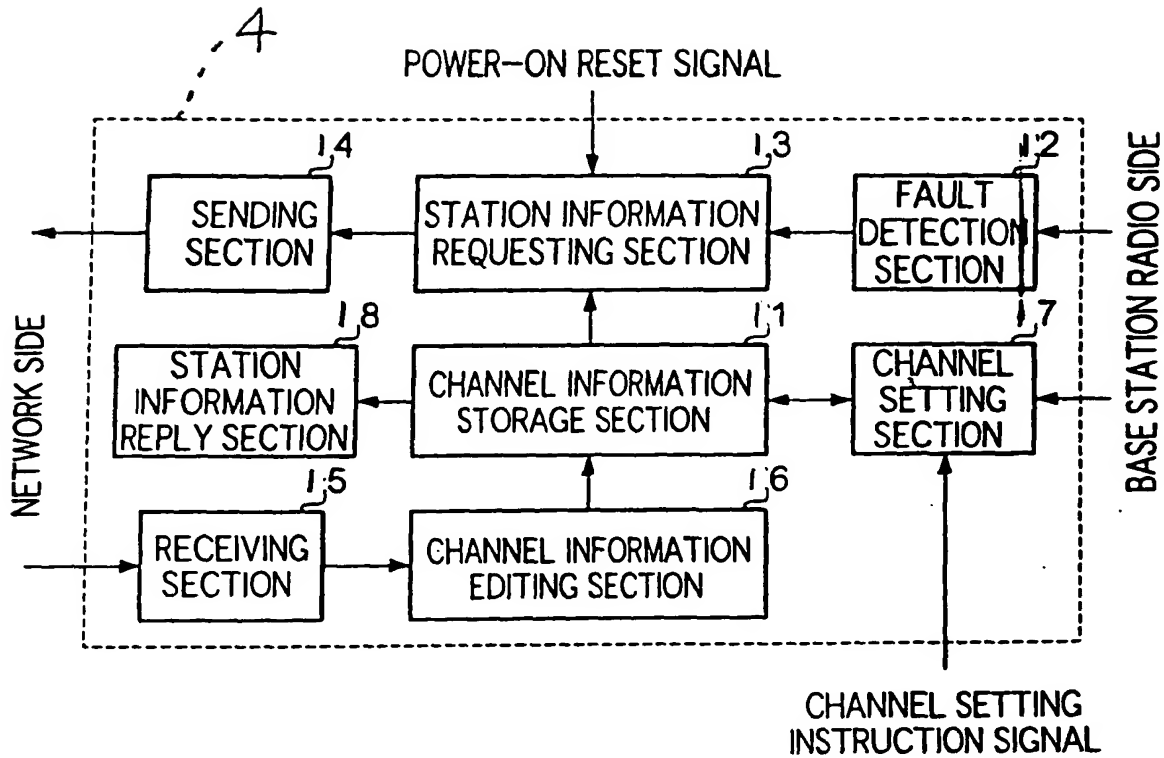 4
POWER-ON RESET SIGNAL
14
SENDING
SECTION
13
STATION INFORMATION
REQUESTING SECTION
12
FAULT
DETECTION
SECTION
18
STATION
INFORMATION
REPLY SECTION
11
CHANNEL INFORMATION
STORAGE SECTION
17
CHANNEL
SETTING
SECTION
15
RECEIVING
SECTION
16
CHANNEL INFORMATION
EDITING SECTION
NETWORK SIDE
BASE STATION RADIO SIDE
CHANNEL SETTING
INSTRUCTION SIGNAL